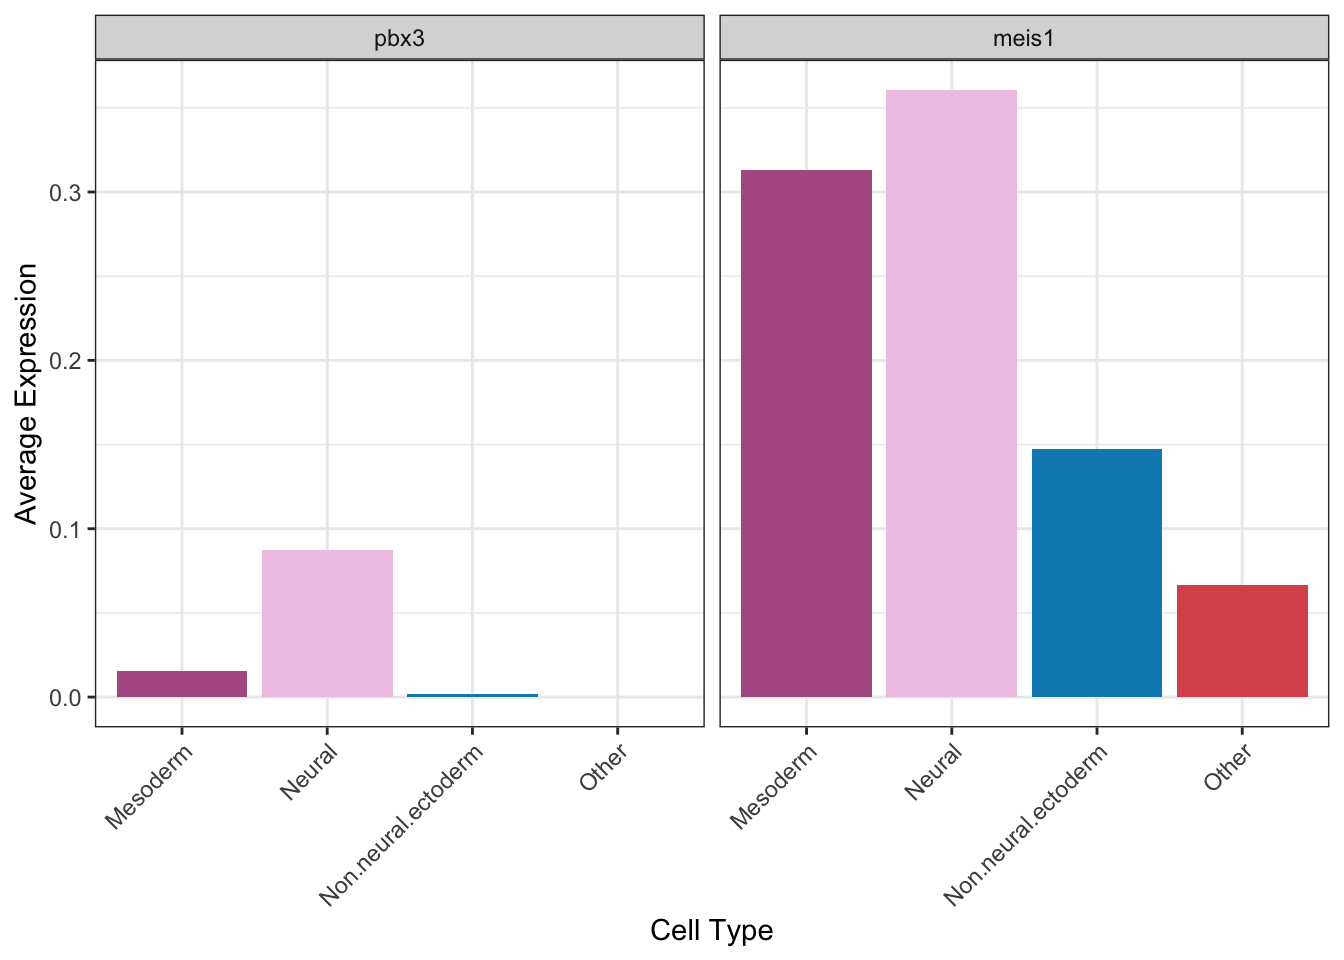 pbx3
meis1
Average Expression
0.3
0.2
0.1
0.0
Mesoderm
Neural
Non.neural.ectoderm
Other
Mesoderm
Neural
Non.neural.ectoderm
Other
Cell Type